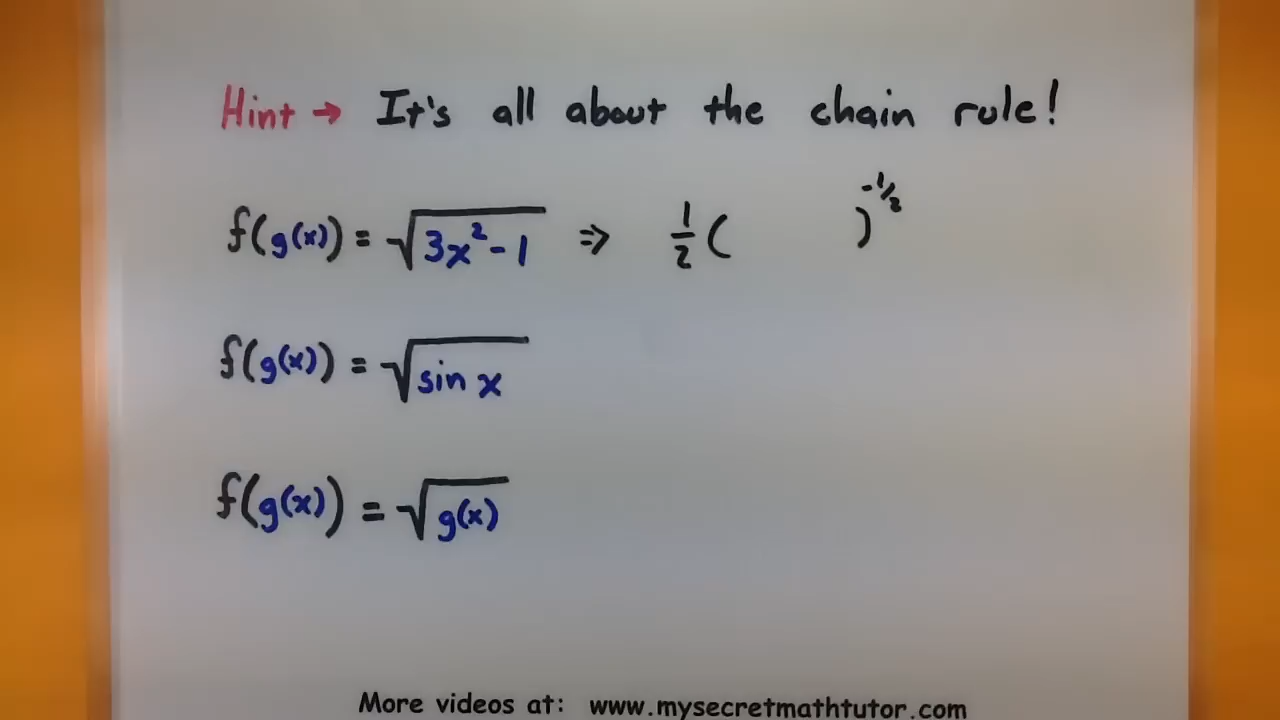 Hint → It's all about the chain rule!
f(g(x)) = √(3x²-1) ⇒ ½( )^-1/2
f(g(x)) = √(sin x)
f(g(x)) = √(g(x))
More videos at: www.mysecretmathtutor.com